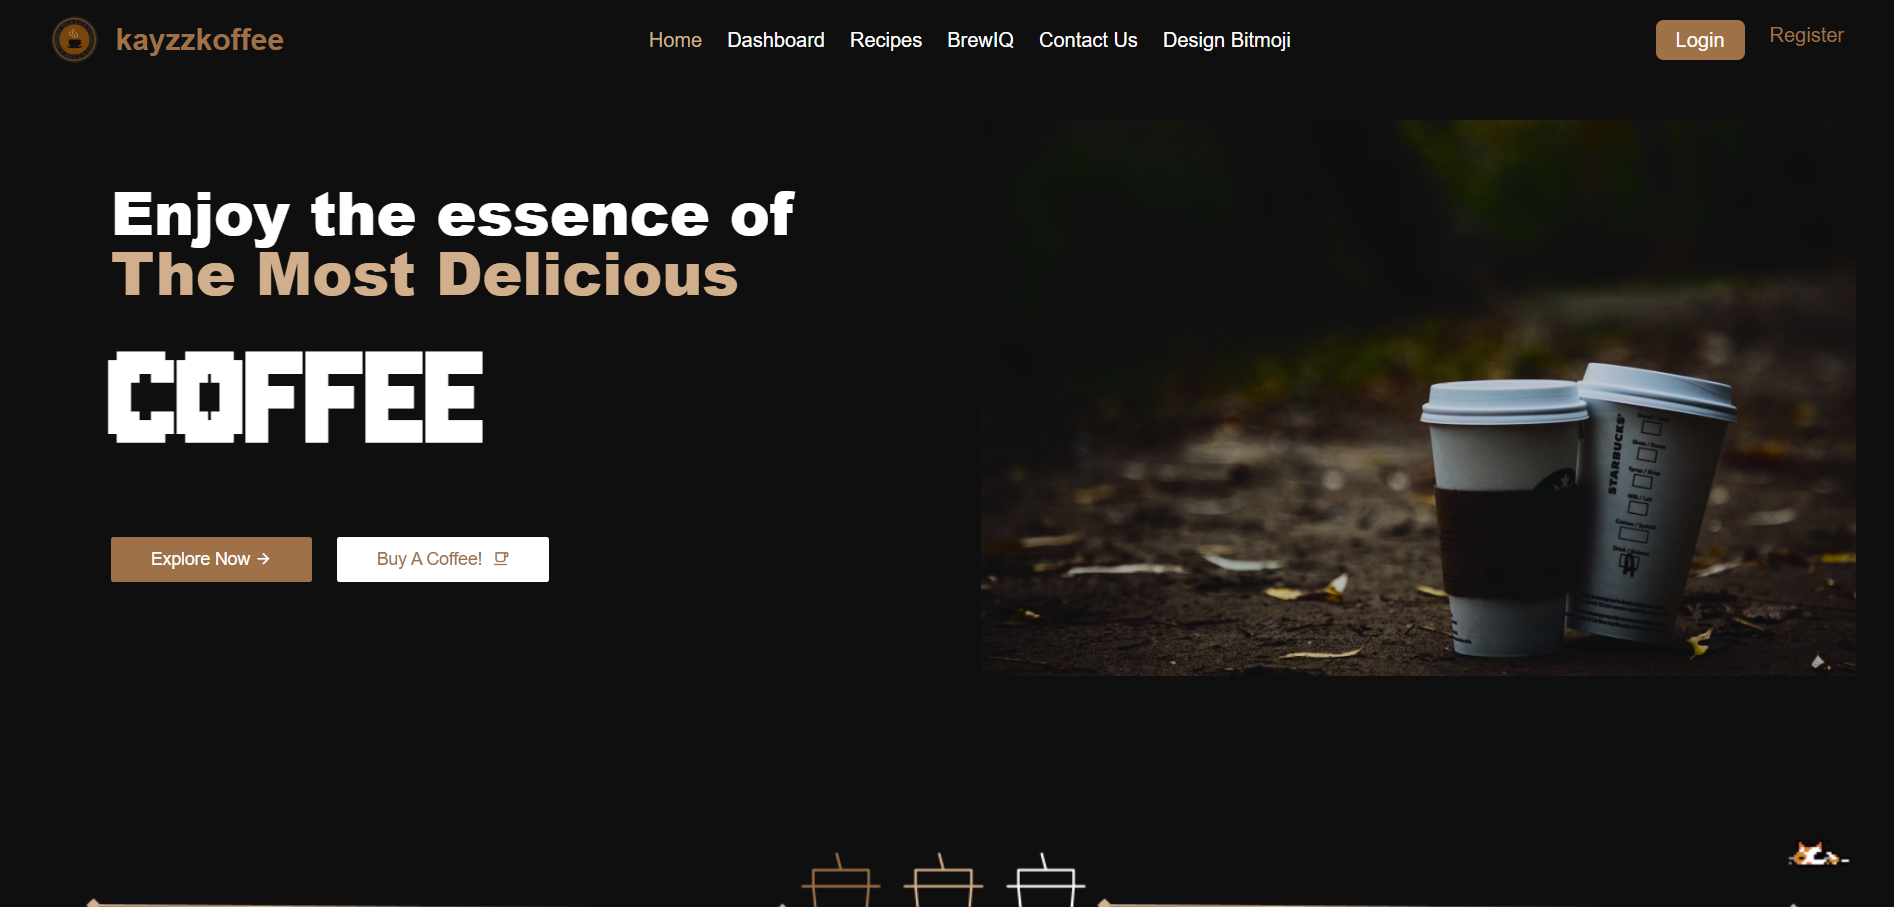 kayzzkoffee
Home Dashboard Recipes BrewIQ Contact Us Design Bitmoji
Login Register
Enjoy the essence of
The Most Delicious
COFFEE
Explore Now →
Buy A Coffee!
STARBUCKS